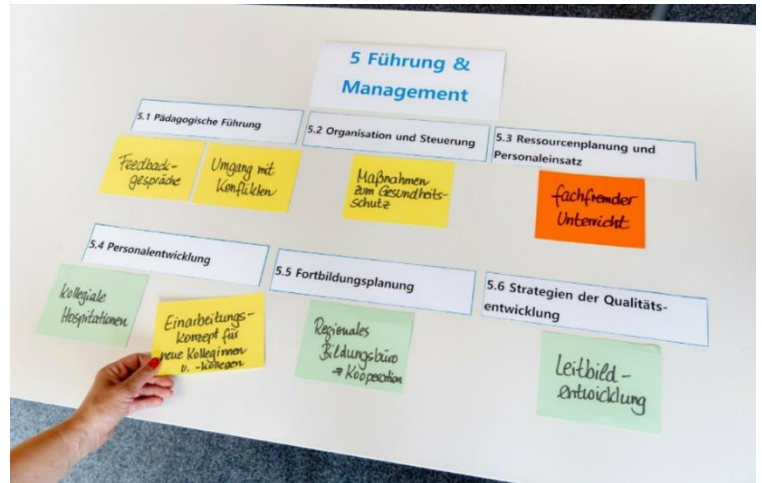 5 Führung &
Management
5.1 Pädagogische Führung
5.2 Organisation und Steuerung
5.3 Ressourcenplanung und
Personaleinsatz
Feedback-
gespräche
Umgang mit
Konflikten
Maßnahmen
zum Gesundheits-
schutz
fachfremder
Unterricht
5.4 Personalentwicklung
5.5 Fortbildungsplanung
5.6 Strategien der Qualitäts-
entwicklung
Kollegiale
Hospitationen
Einarbeitungs-
konzept für
neue Kolleginnen
u. -Kollegen
Regionales
Bildungsbüro
→ Kooperation
Leitbild-
entwicklung